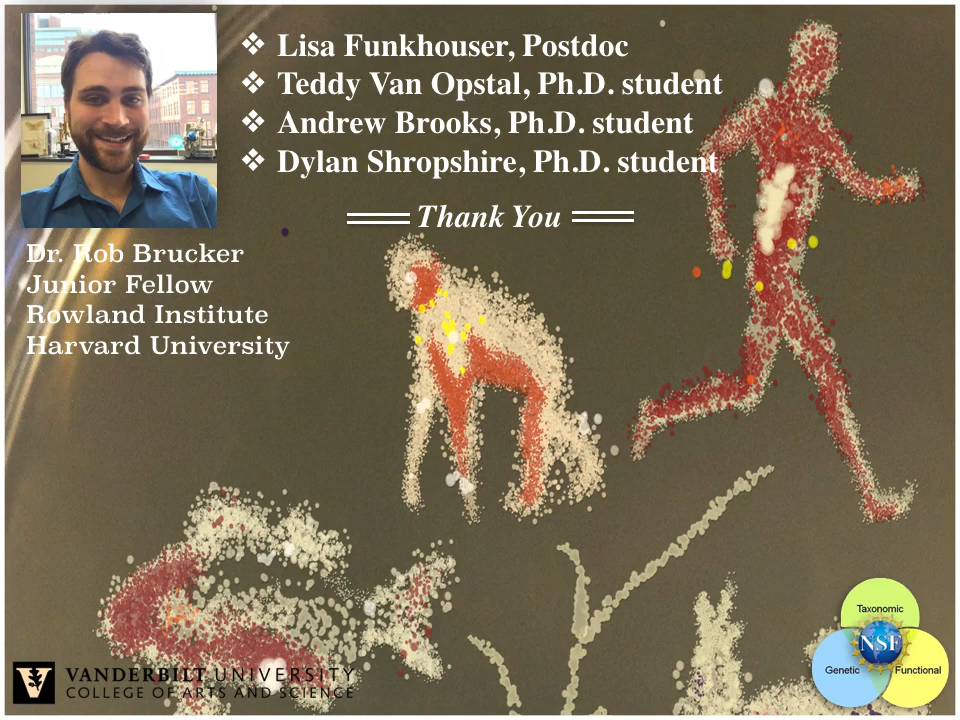 ❖ Lisa Funkhouser, Postdoc
❖ Teddy Van Opstal, Ph.D. student
❖ Andrew Brooks, Ph.D. student
❖ Dylan Shropshire, Ph.D. student
Thank You
Dr. Rob Brucker
Junior Fellow
Rowland Institute
Harvard University
Taxonomic
NSF
Genetic
Functional
V
VANDERBILT UNIVERSITY
COLLEGE OF ARTS AND SCIENCE